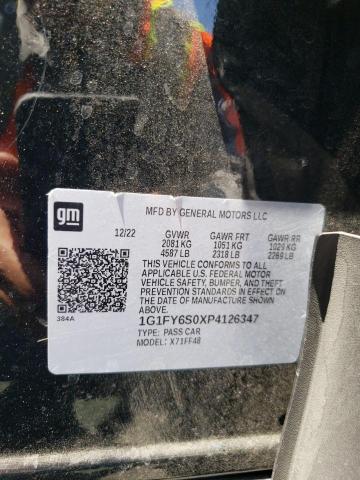 gm
MFD BY GENERAL MOTORS LLC
12/22 GVWR GAWR FRT GAWR RR
2081 KG 1051 KG 1029 KG
4587 LB 2318 LB 2269 LB
THIS VEHICLE CONFORMS TO ALL
APPLICABLE U.S. FEDERAL MOTOR
VEHICLE SAFETY, BUMPER, AND THEFT
PREVENTION STANDARDS IN EFFECT ON
THE DATE OF MANUFACTURE SHOWN
ABOVE.
384A
1G1FY6S0XP4126347
TYPE: PASS CAR
MODEL: X71FF48